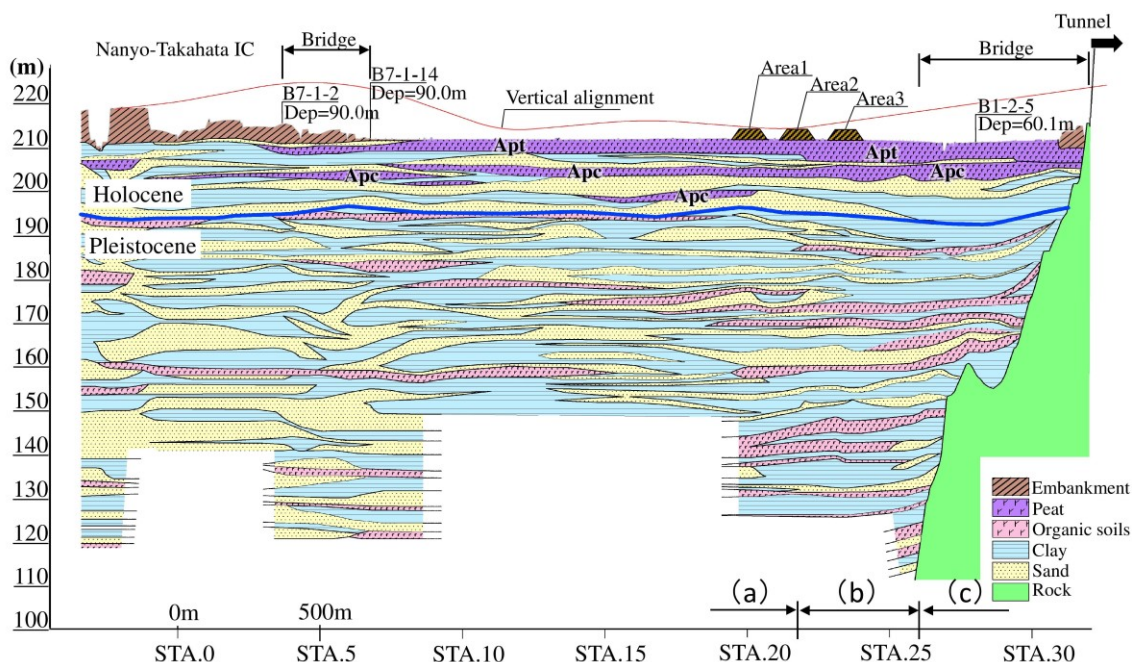 Tunnel
Nanyo-Takahata IC
Bridge
Bridge
(m)
B7-1-14
Dep=90.0m
B7-1-2
Dep=90.0m
Vertical alignment
Area1
Area2
Area3
B1-2-5
Dep=60.1m
220
210
200
190
180
170
160
150
140
130
120
110
100
Apt
Apt
Apc
Apc
Apc
Apc
Holocene
Pleistocene
Embankment
Peat
Organic soils
Clay
Sand
Rock
(a)
(b)
(c)
0m
500m
STA.0
STA.5
STA.10
STA.15
STA.20
STA.25
STA.30